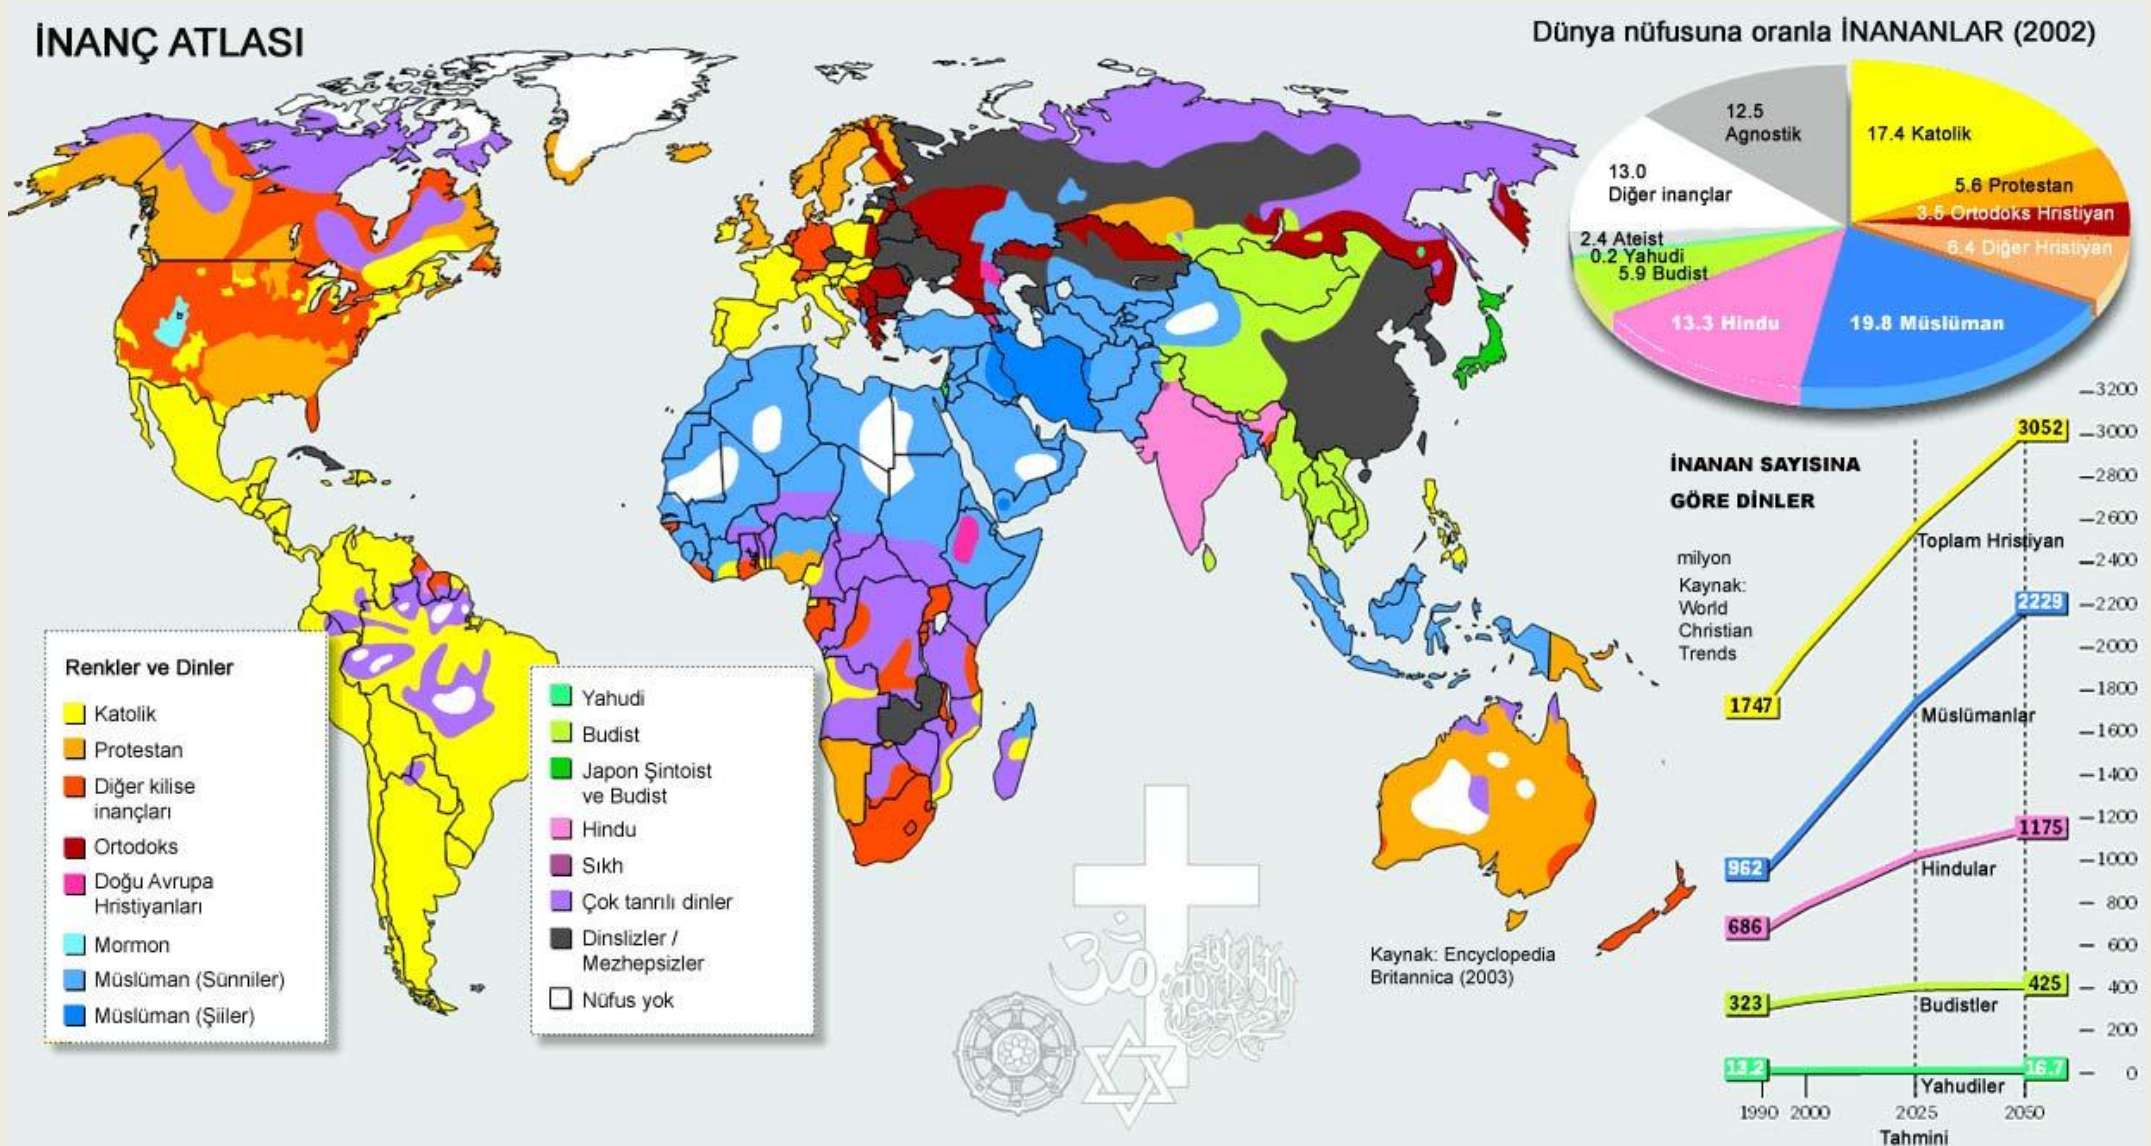 İNANÇ ATLASI
Dünya nüfusuna oranla İNANANLAR (2002)
12.5
Agnostik
17.4 Katolik
13.0
Diğer inançlar
5.6 Protestan
3.5 Ortodoks Hristiyan
6.4 Diğer Hristiyan
2.4 Ateist
0.2 Yahudi
5.9 Budist
13.3 Hindu
19.8 Müslüman
Renkler ve Dinler
Katolik
Protestan
Diğer kilise
inançları
Ortodoks
Doğu Avrupa
Hristiyanları
Mormon
Müslüman (Sünniler)
Müslüman (Şiiler)
Yahudi
Budist
Japon Şintoist
ve Budist
Hindu
Sıkh
Çok tanrılı dinler
Dinslizler /
Mezhepsizler
Nüfus yok
Kaynak: Encyclopedia
Britannica (2003)
İNANAN SAYISINA
GÖRE DİNLER
milyon
Kaynak:
World
Christian
Trends
3200
3000
2800
2600
2400
2200
2000
1800
1600
1400
1200
1000
800
600
400
200
0
3052
Toplam Hristiyan
2229
1747
Müslümanlar
1175
962
Hindular
686
425
323
Budistler
13.2
16.7
Yahudiler
1990 2000 2025 2050
Tahmini